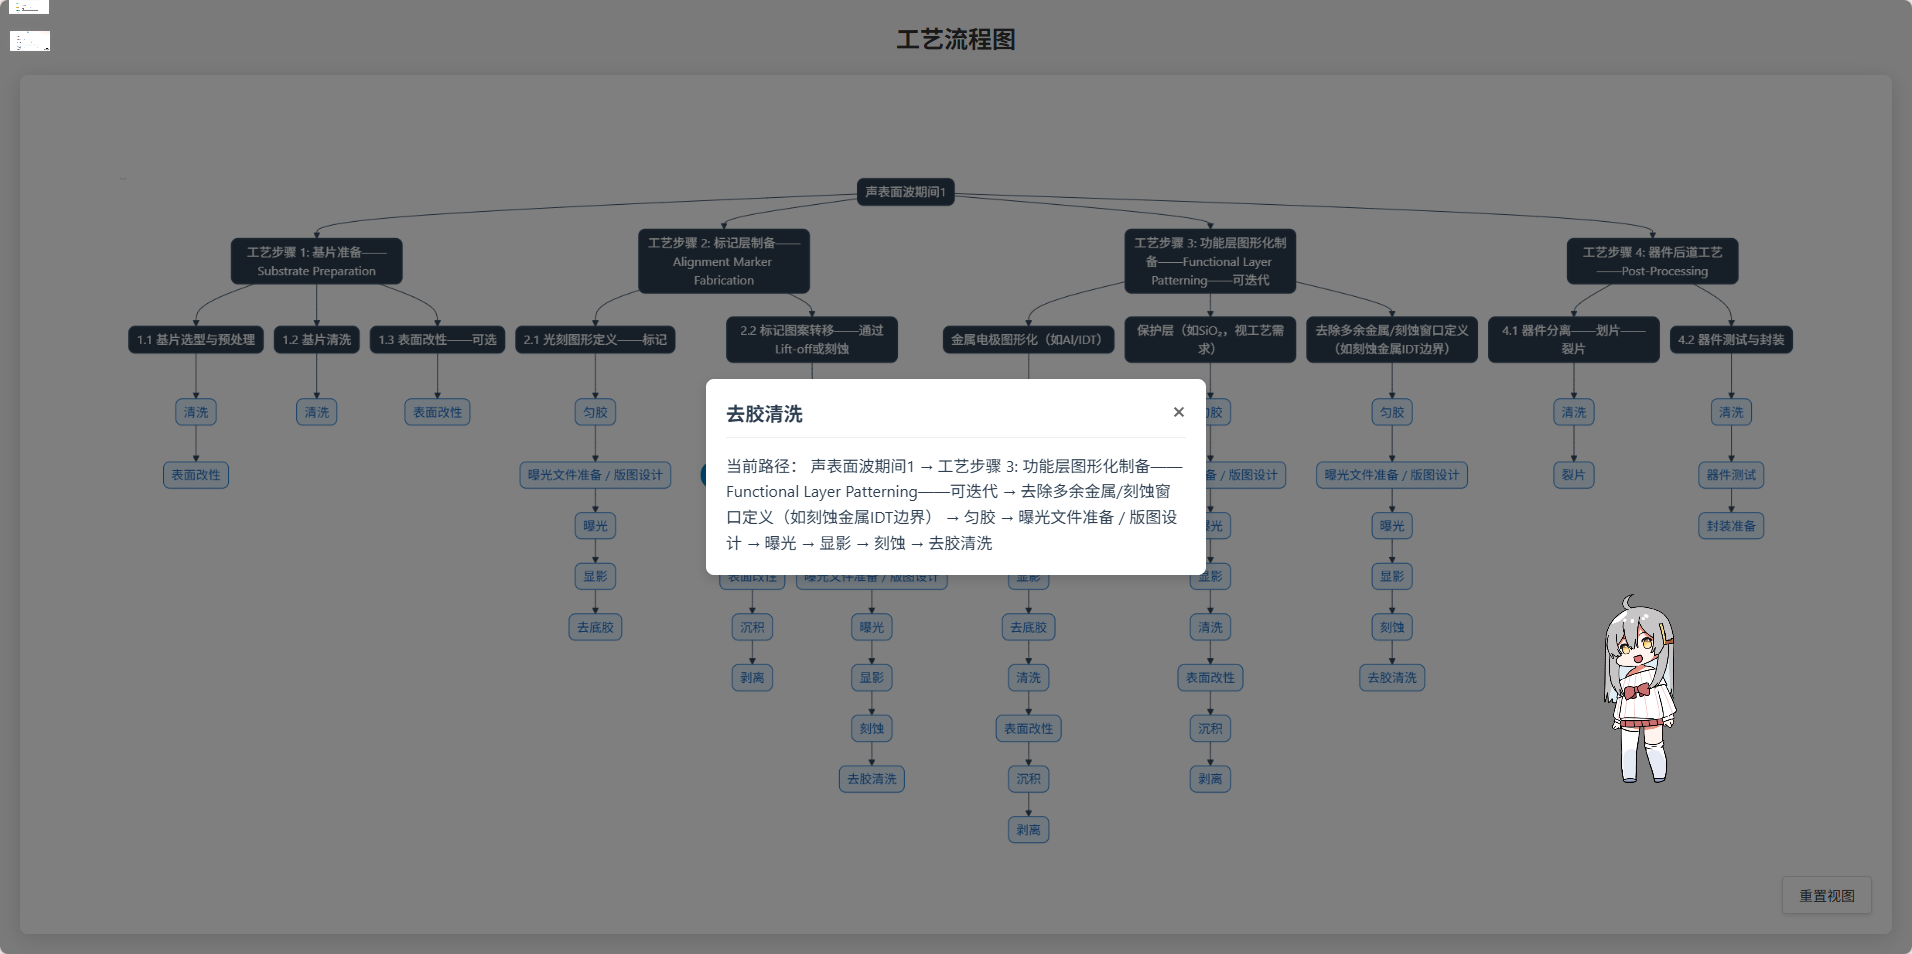 工艺流程图
声表面波期间1
工艺步骤 1: 基片准备——
Substrate Preparation
工艺步骤 2: 标记层制备——
Alignment Marker
Fabrication
工艺步骤 3: 功能层图形化制
备——Functional Layer
Patterning——可迭代
工艺步骤 4: 器件后道工艺
——Post-Processing
1.1 基片选型与预处理
1.2 基片清洗
1.3 表面改性——可选
2.1 光刻图形定义——标记
2.2 标记图案转移——通过
Lift-off或刻蚀
金属电极图形化（如Al/IDT）
保护层（如SiO₂，视工艺需
求）
去除多余金属/刻蚀窗口定义
（如刻蚀金属IDT边界）
4.1 器件分离——划片——
裂片
4.2 器件测试与封装
清洗
表面改性
清洗
表面改性
匀胶
曝光文件准备 / 版图设计
曝光
显影
去底胶
去胶清洗
×
当前路径： 声表面波期间1 → 工艺步骤 3: 功能层图形化制备——
Functional Layer Patterning——可迭代 → 去除多余金属/刻蚀窗
口定义（如刻蚀金属IDT边界） → 匀胶 → 曝光文件准备 / 版图设
计 → 曝光 → 显影 → 刻蚀 → 去胶清洗
表面改性
沉积
剥离
曝光文件准备 / 版图设计
曝光
显影
刻蚀
去胶清洗
显影
去底胶
清洗
表面改性
沉积
剥离
胶
备 / 版图设计
光
显影
清洗
表面改性
沉积
剥离
匀胶
曝光文件准备 / 版图设计
曝光
显影
刻蚀
去胶清洗
清洗
裂片
清洗
器件测试
封装准备
重置视图